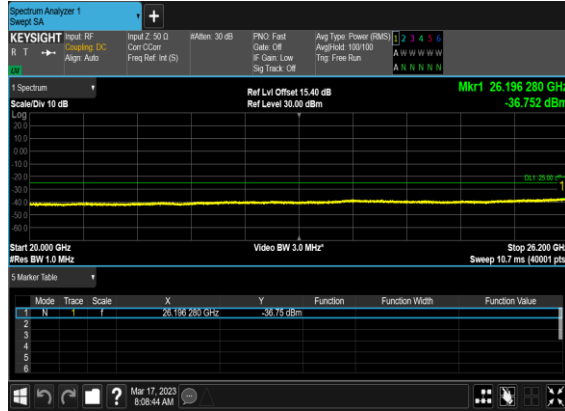 Spectrum Analyzer 1
Swept SA
+
KEYSIGHT Input: RF Input Z: 50 Ω #Atten: 30 dB PNO: Fast Avg Type: Power (RMS) 1 2 3 4 5 6
R T Coupling: DC Corr CCorr Gate: Off Avg|Hold: 100/100 A W W W W W
Align: Auto Freq Ref: Int (S) IF Gain: Low Trig: Free Run
Sig Track: Off A N N N N N
1 Spectrum Ref Lvl Offset 15.40 dB Mkr1 26.196 280 GHz
Scale/Div 10 dB Ref Level 30.00 dBm -36.752 dBm
Log
20.0
10.0
0.00
-10.0
-20.0 DL1 -25.00 d
-30.0 1
-40.0
-50.0
-60.0
Start 20.000 GHz Video BW 3.0 MHz* Stop 26.200 GHz
#Res BW 1.0 MHz Sweep 10.7 ms (40001 pts
5 Marker Table
Mode Trace Scale X Y Function Function Width Function Value
1 N 1 f 26.196 280 GHz -36.75 dBm
2
3
4
5
6
? Mar 17, 2023
8:08:44 AM